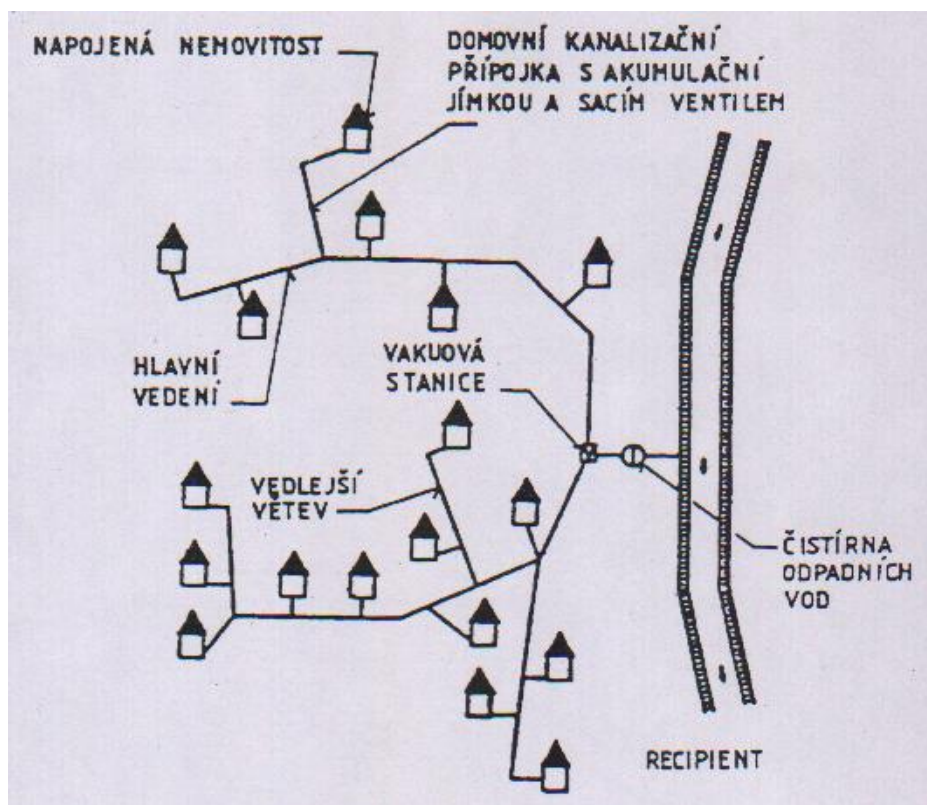 NAPOJENÁ NEMOVITOST
DOMOVNÍ KANALIZAČNÍ
PŘÍPOJKA S AKUMULAČNÍ
JÍMKOU A SACÍM VENTILEM
HLAVNÍ
VEDENÍ
VAKUOVÁ
STANICE
VEDLEJŠÍ
VĚTEV
ČISTÍRNA
ODPADNÍCH
VOD
RECIPIENT